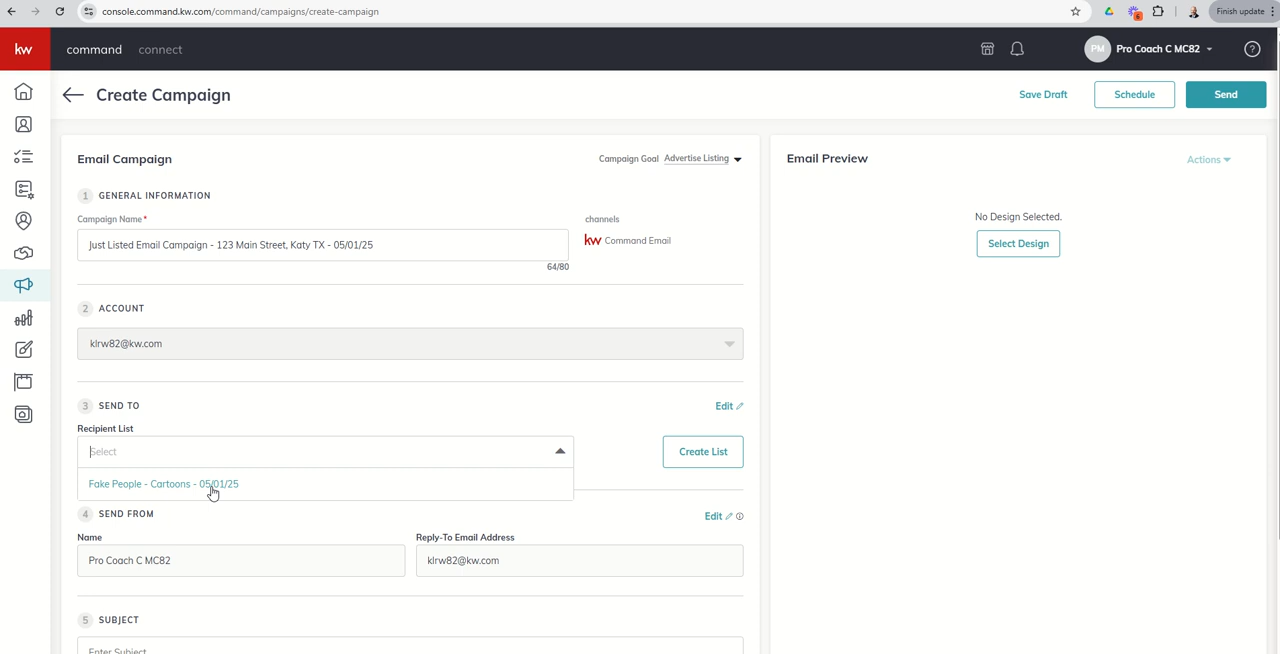 console.command.kw.com/command/campaigns/create-campaign
6
Finish update
kw
command
connect
PM
Pro Coach C MC82
?
Create Campaign
Save Draft
Schedule
Send
Email Campaign
Campaign Goal
Advertise Listing
1 GENERAL INFORMATION
Campaign Name*
channels
Just Listed Email Campaign - 123 Main Street, Katy TX - 05/01/25
kw Command Email
64/80
2 ACCOUNT
klrw82@kw.com
3 SEND TO
Edit
Recipient List
Select
Create List
Fake People - Cartoons - 05/01/25
4 SEND FROM
Edit
Name
Reply-To Email Address
Pro Coach C MC82
klrw82@kw.com
5 SUBJECT
Enter Subject
Email Preview
Actions
No Design Selected.
Select Design